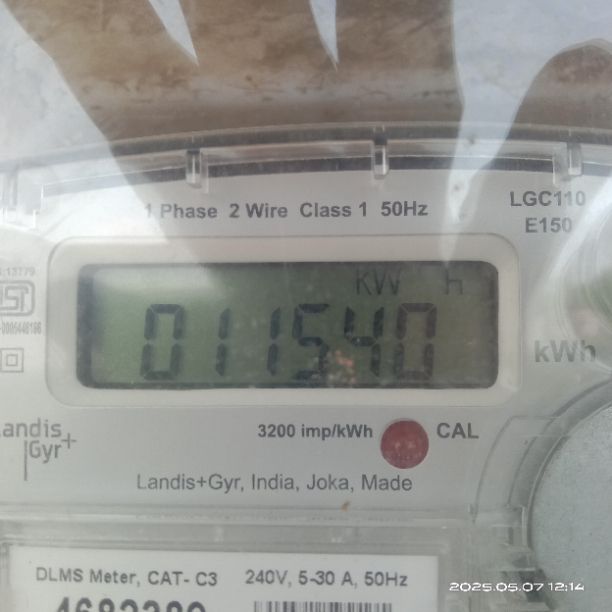 1 Phase 2 Wire Class 1 50Hz
LGC110
E150
KW H
011540
kWh
Landis
Gyr+
3200 imp/kWh
CAL
Landis+Gyr, India, Joka, Made
DLMS Meter, CAT- C3 240V, 5-30 A, 50Hz
2025.05.07 12:14